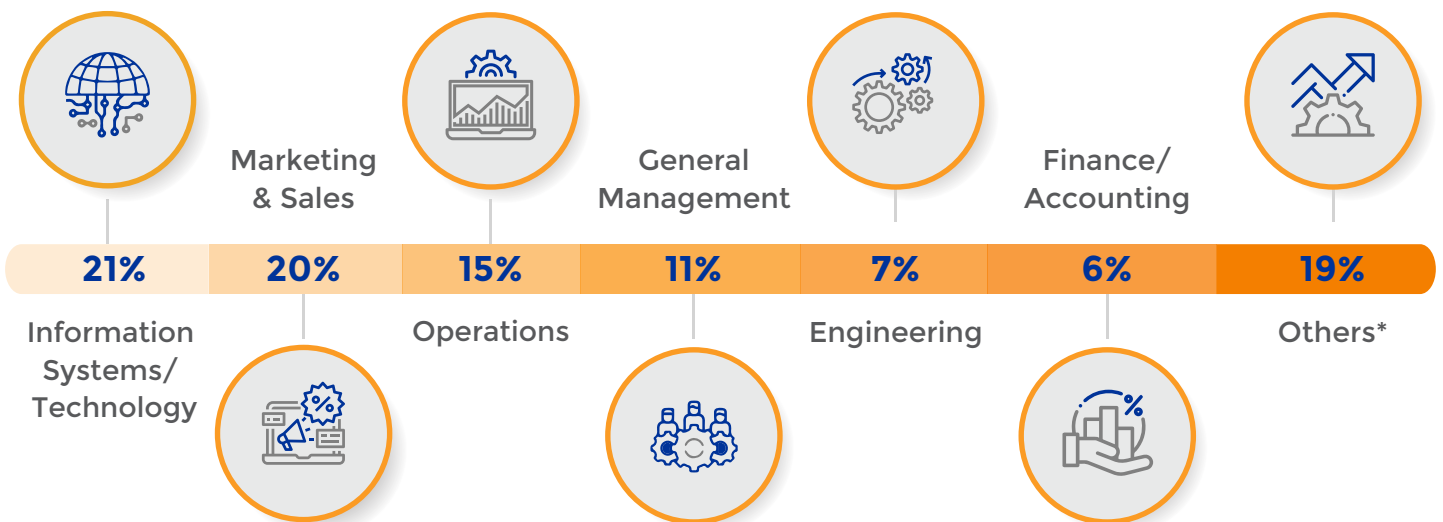 Marketing
& Sales
General
Management
Finance/
Accounting
21%
20%
15%
11%
7%
6%
19%
Information
Systems/
Technology
Operations
Engineering
Others*
%
%